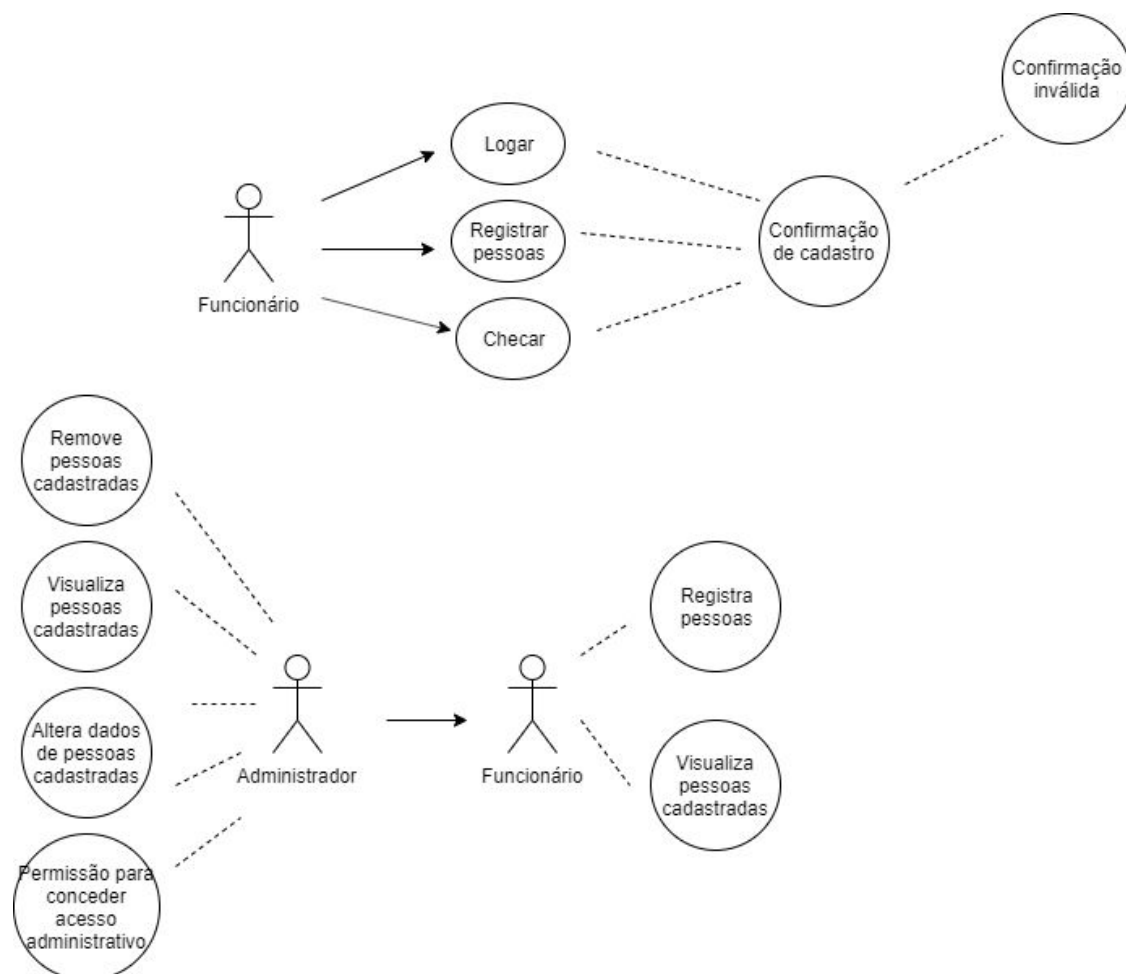 Confirmação
inválida
Logar
Registrar
pessoas
Confirmação
de cadastro
Funcionário
Checar
Remove
pessoas
cadastradas
Visualiza
pessoas
cadastradas
Registra
pessoas
Altera dados
de pessoas
cadastradas
Administrador
Funcionário
Visualiza
pessoas
cadastradas
Permissão para
conceder
acesso
administrativo